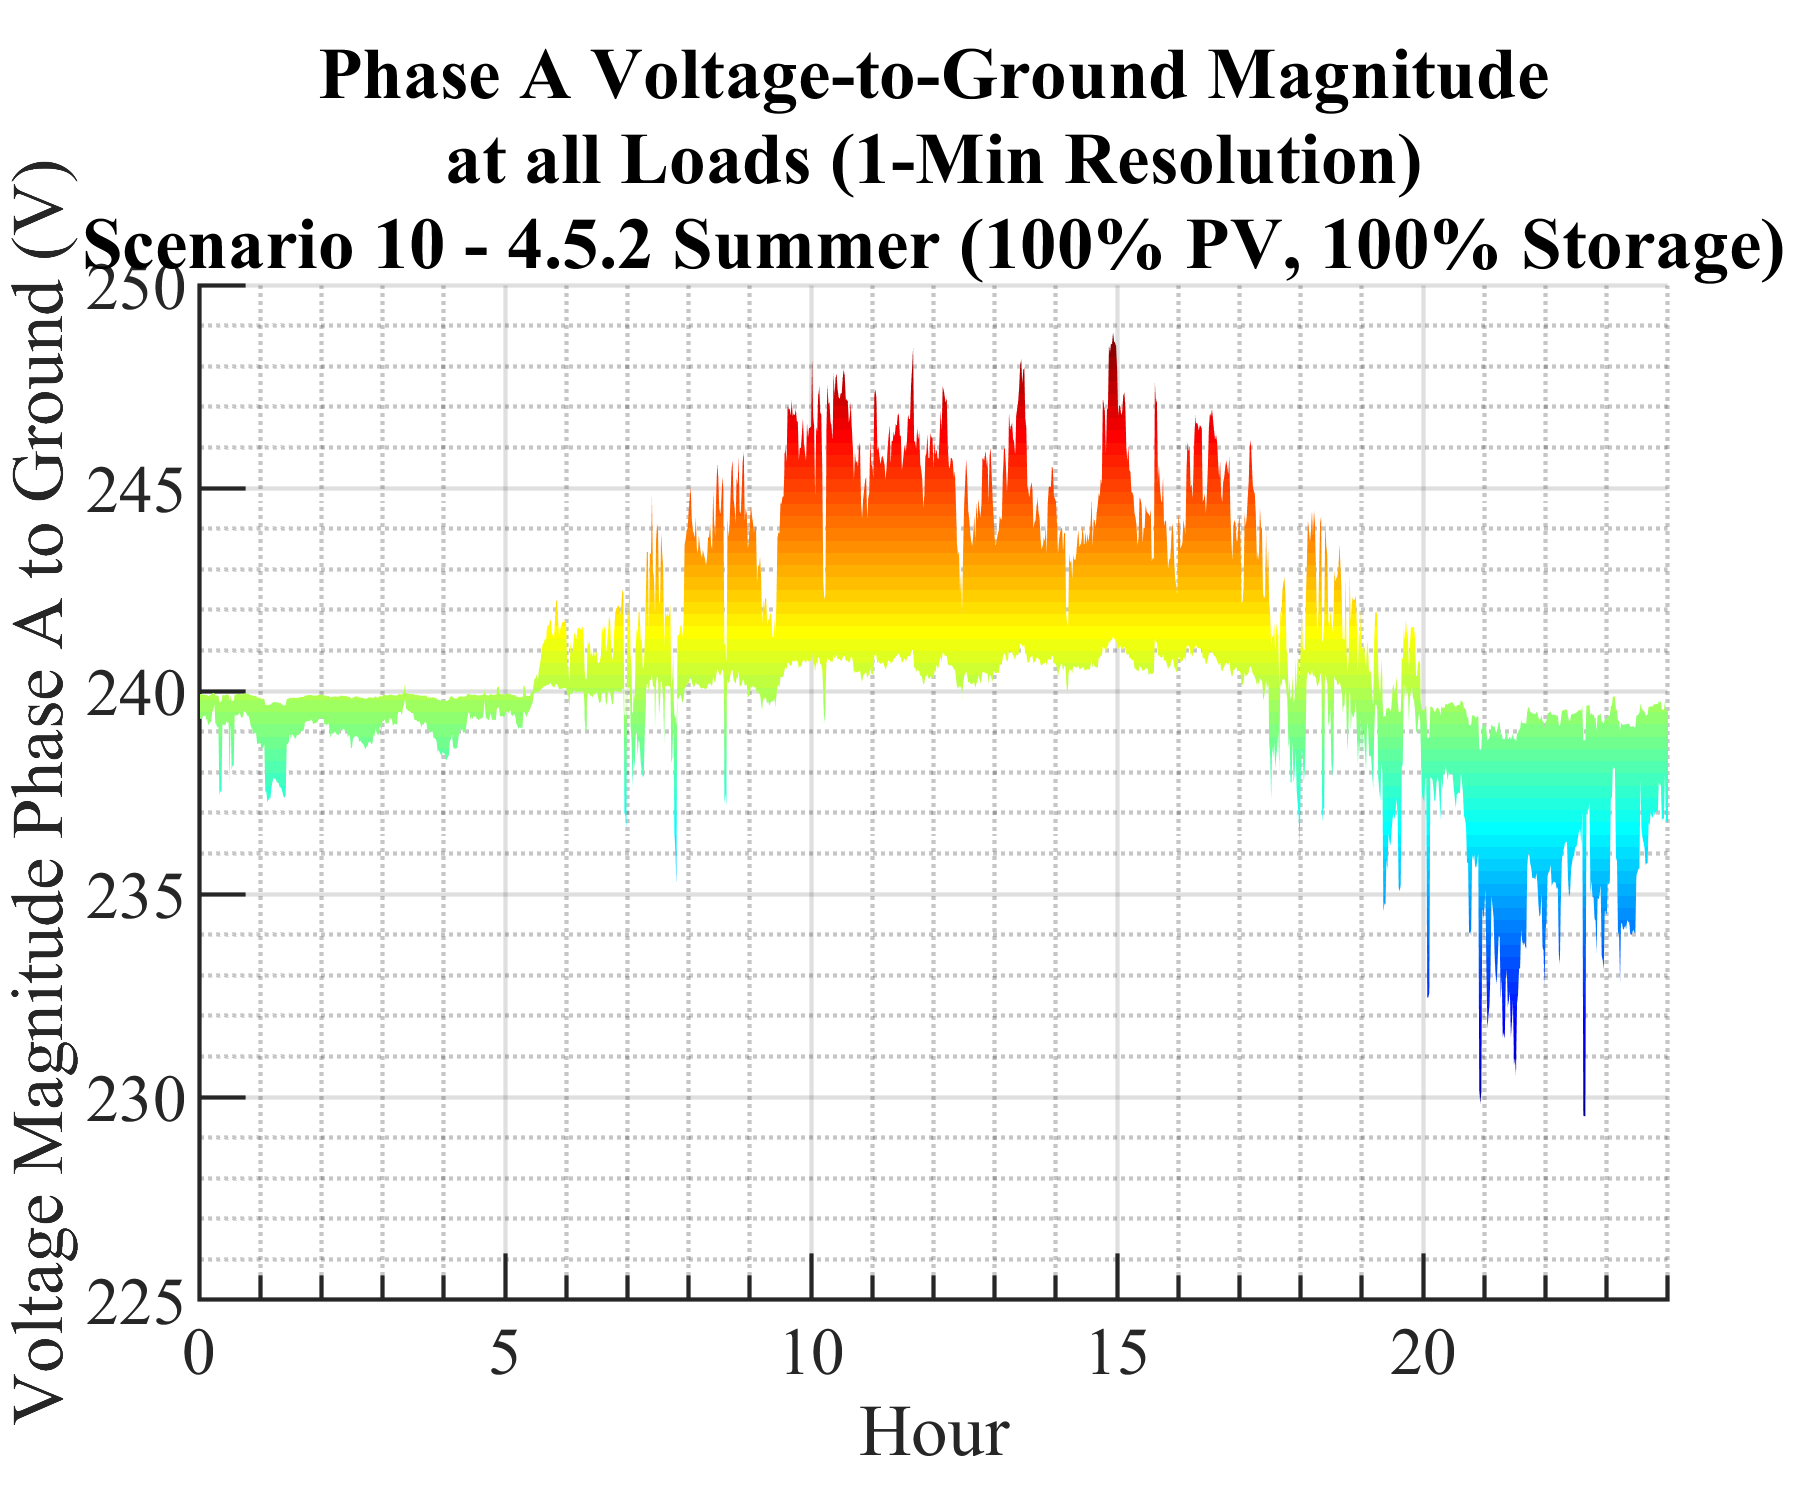 Phase A Voltage-to-Ground Magnitude
at all Loads (1-Min Resolution)
Scenario 10 - 4.5.2 Summer (100% PV, 100% Storage)
Voltage Magnitude Phase A to Ground (V)
250
245
240
235
230
225
0 5 10 15 20
Hour